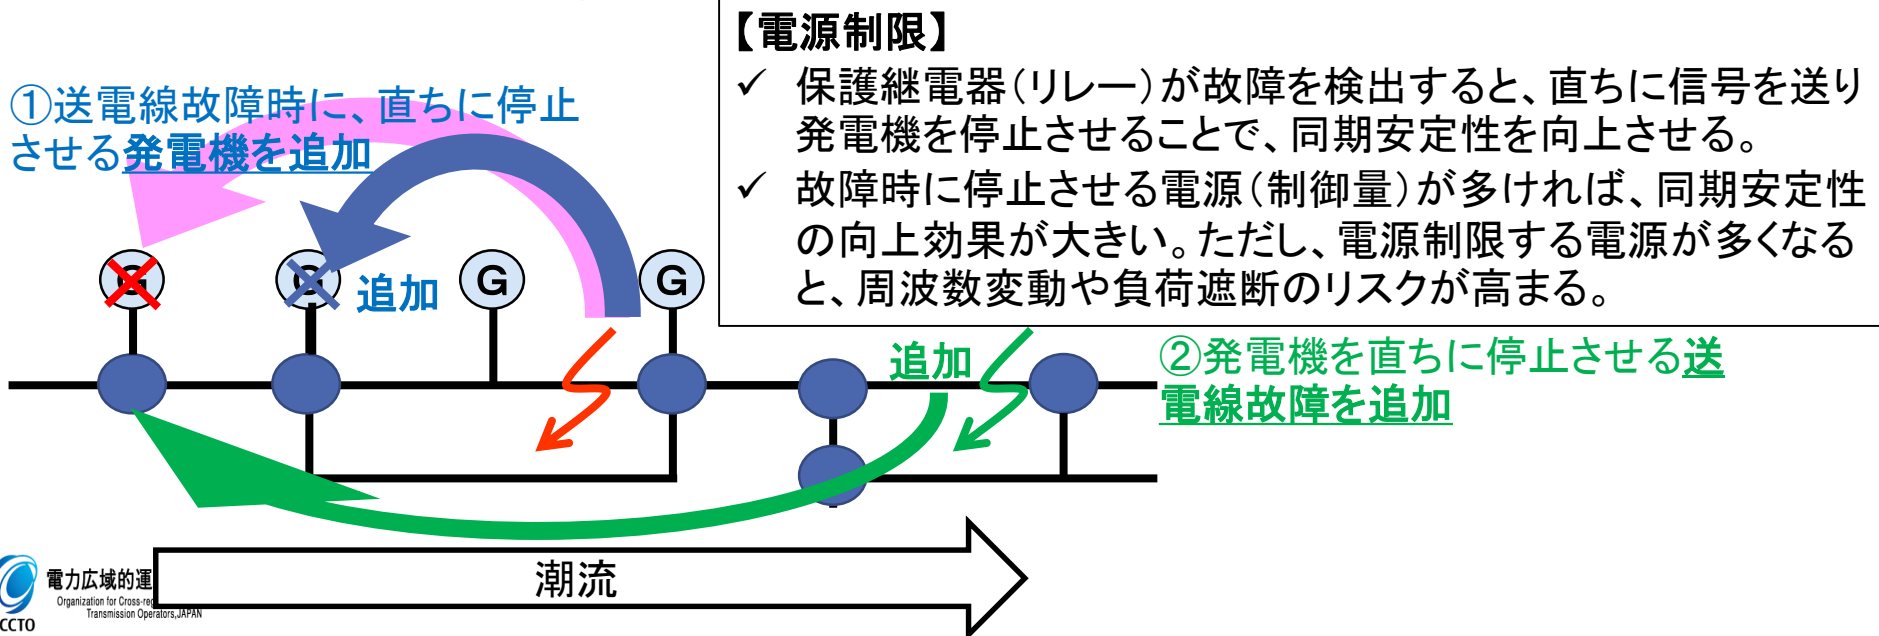 【電源制限】
✓ 保護継電器（リレー）が故障を検出すると、直ちに信号を送り
発電機を停止させることで、同期安定性を向上させる。
✓ 故障時に停止させる電源（制御量）が多ければ、同期安定性
の向上効果が大きい。ただし、電源制限する電源が多くなる
と、周波数変動や負荷遮断のリスクが高まる。
①送電線故障時に、直ちに停止
させる発電機を追加
G
G
追加
G
G
追加
②発電機を直ちに停止させる送
電線故障を追加
潮流
電力広域的運
Organization for Cross-reg
Transmission Operators,JAPAN
CCTO